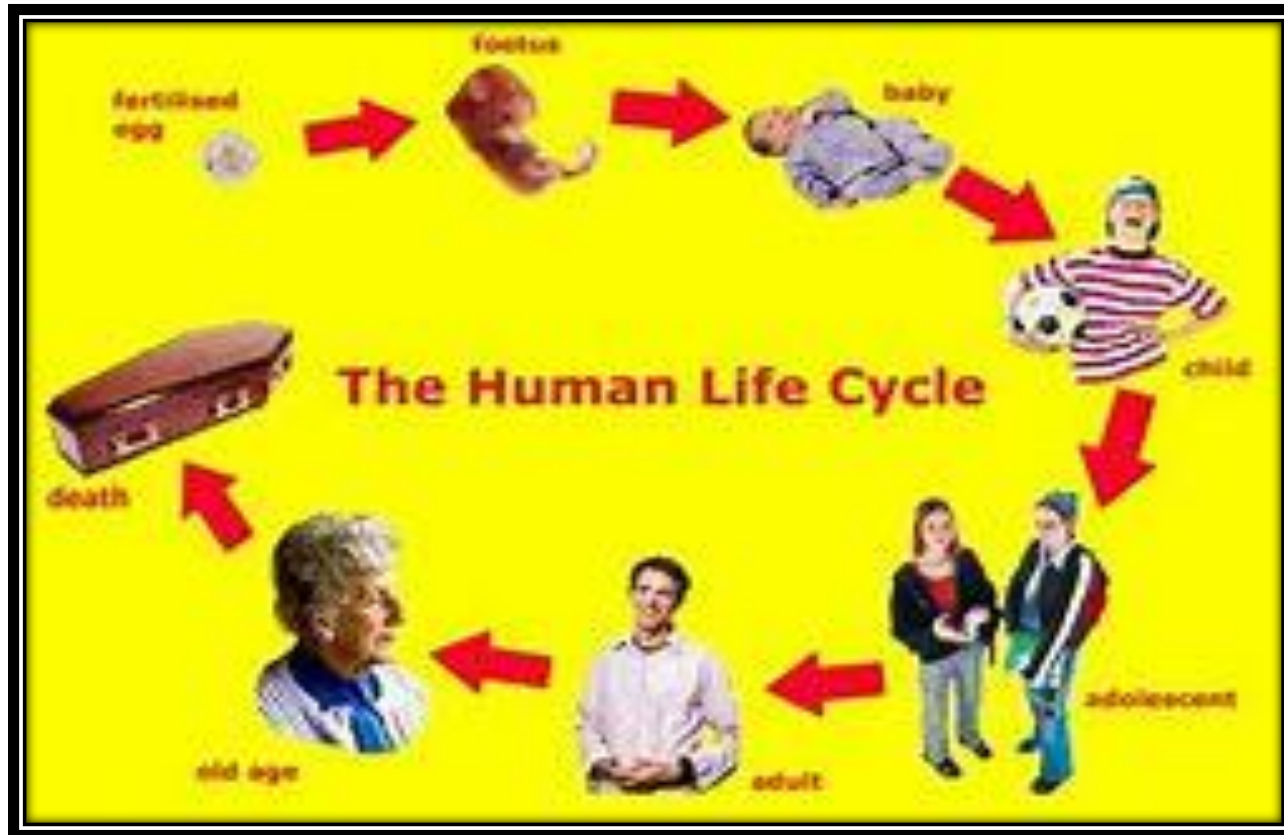 foetus
fertilised
egg
baby
child
The Human Life Cycle
death
adolescent
old age
adult